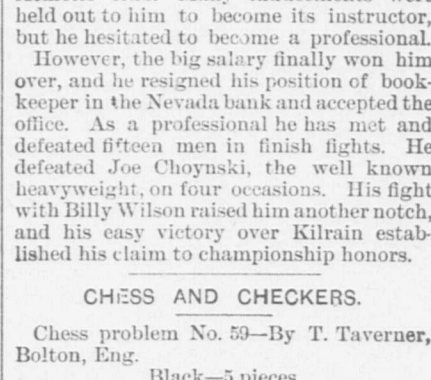 held out to him to become its instructor,
but he hesitated to become a professional.
However, the big salary finally won him
over, and he resigned his position of book-
keeper in the Nevada bank and accepted the
office. As a professional he has met and
defeated fifteen men in finish fights. He
defeated Joe Choynski, the well known
heavyweight, on four occasions. His fight
with Billy Wilson raised him another notch,
and his easy victory over Kilrain estab-
lished his claim to championship honors.
CHESS AND CHECKERS.
Chess problem No. 59—By T. Taverner,
Bolton, Eng.
Black—5 pieces